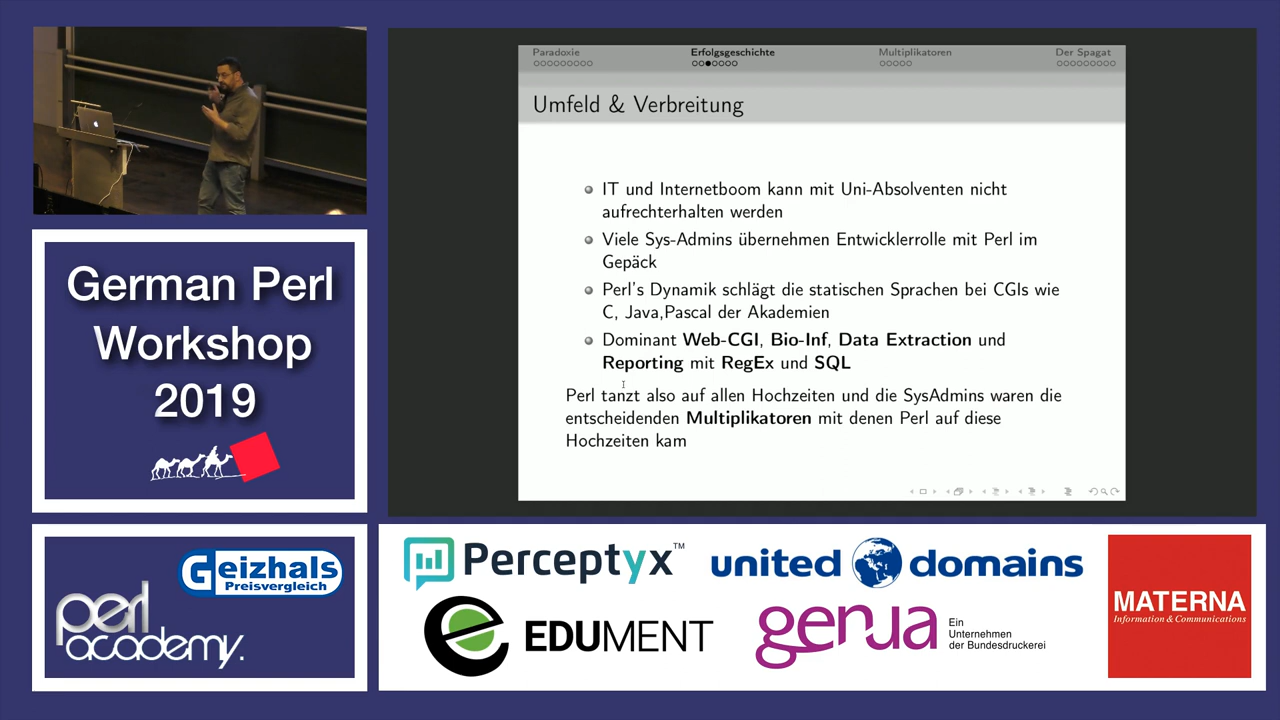 Paradoxie
Erfolgsgeschichte
Multiplikatoren
Der Spagat
Umfeld & Verbreitung
IT und Internetboom kann mit Uni-Absolventen nicht
aufrechterhalten werden
Viele Sys-Admins übernehmen Entwicklerrolle mit Perl im
Gepäck
Perl's Dynamik schlägt die statischen Sprachen bei CGIs wie
C, Java,Pascal der Akademien
Dominant Web-CGI, Bio-Inf, Data Extraction und
Reporting mit RegEx und SQL
Perl tanzt also auf allen Hochzeiten und die SysAdmins waren die
entscheidenden Multiplikatoren mit denen Perl auf diese
Hochzeiten kam
German Perl
Workshop
2019
Geizhals
Preisvergleich
perl
academy.
Perceptyx™
united domains
EDUMENT
genua
Ein
Unternehmen
der Bundesdruckerei
MATERNA
Information & Communications